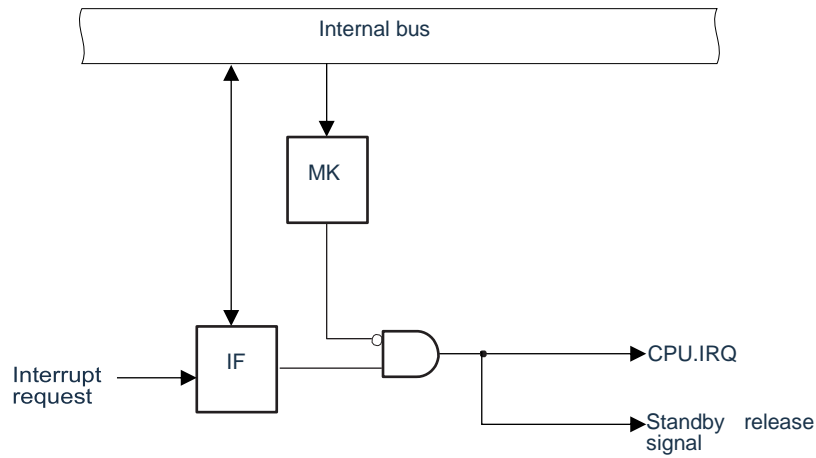 Internal bus
MK
IF
Interrupt
request
CPU.IRQ
Standby release
signal